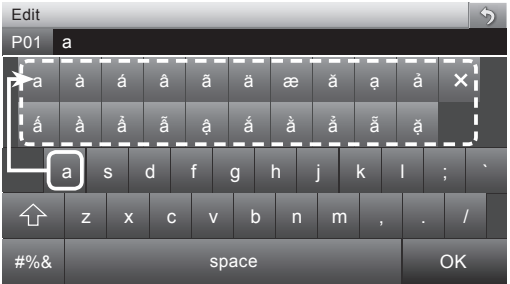 Edit
P01 a
a à á â ã ä æ ă ạ ả ×
ấ ầ ẩ ẫ ậ ắ ằ ẳ ẵ ặ
a s d f g h j k l ; `
z x c v b n m , . /
#%& space OK